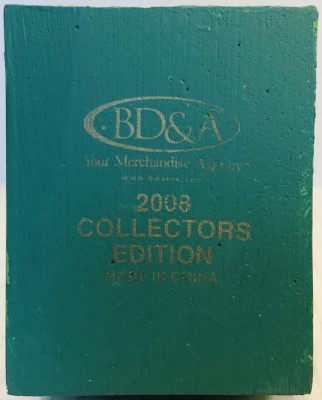 BD&A
Your Merchandise Agency
2008
COLLECTORS
EDITION
MADE IN CHINA